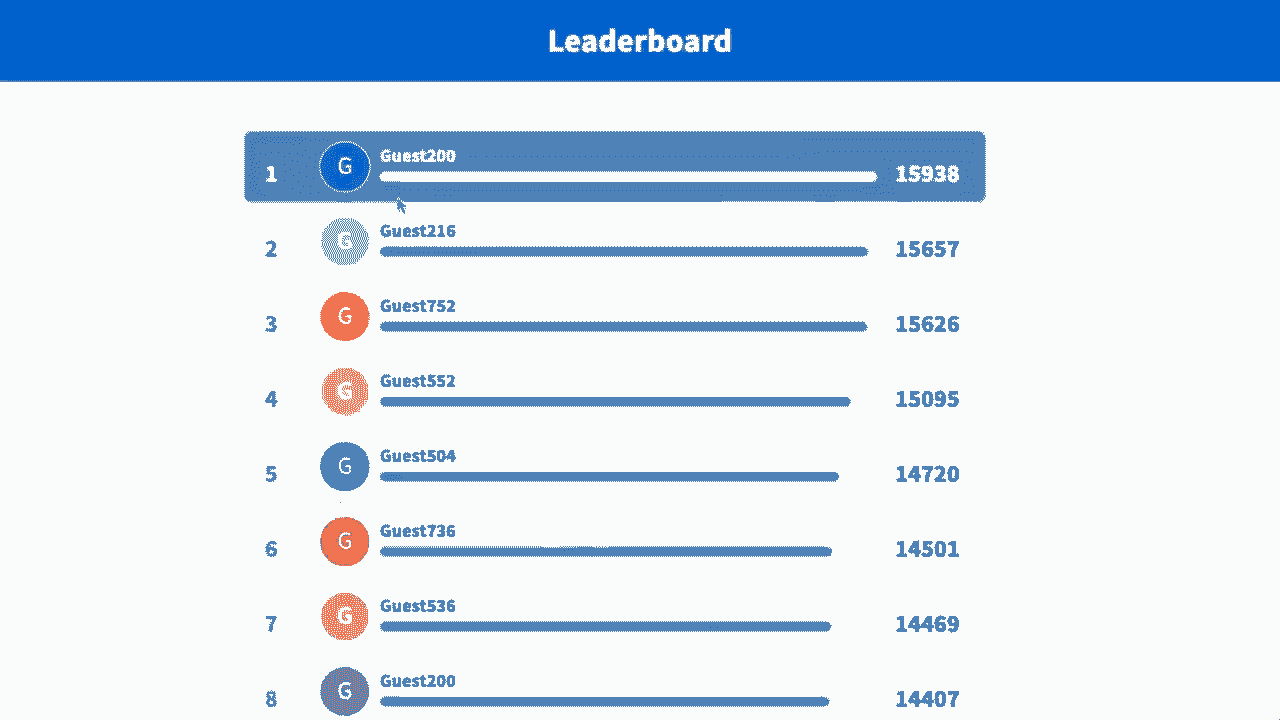 Leaderboard
1 G Guest200 15938
2 G Guest216 15657
3 G Guest752 15626
4 G Guest552 15095
5 G Guest504 14720
6 G Guest736 14501
7 G Guest536 14469
8 G Guest200 14407